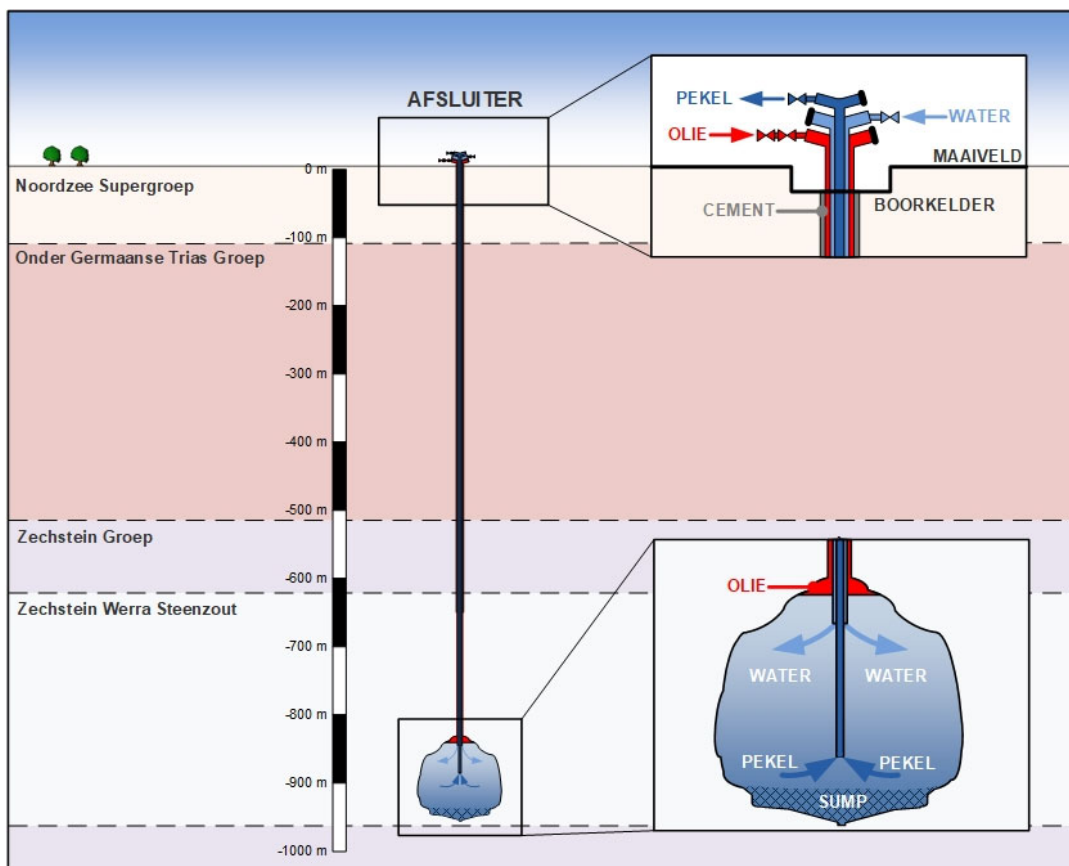 AFSLUITER
PEKEL
WATER
OLIE
MAAIVELD
CEMENT
BOORKELDER
0 m
Noordzee Supergroep
-100 m
Onder Germaanse Trias Groep
-200 m
-300 m
-400 m
-500 m
Zechstein Groep
-600 m
Zechstein Werra Steenzout
-700 m
-800 m
-900 m
-1000 m
OLIE
WATER WATER
PEKEL PEKEL
SUMP